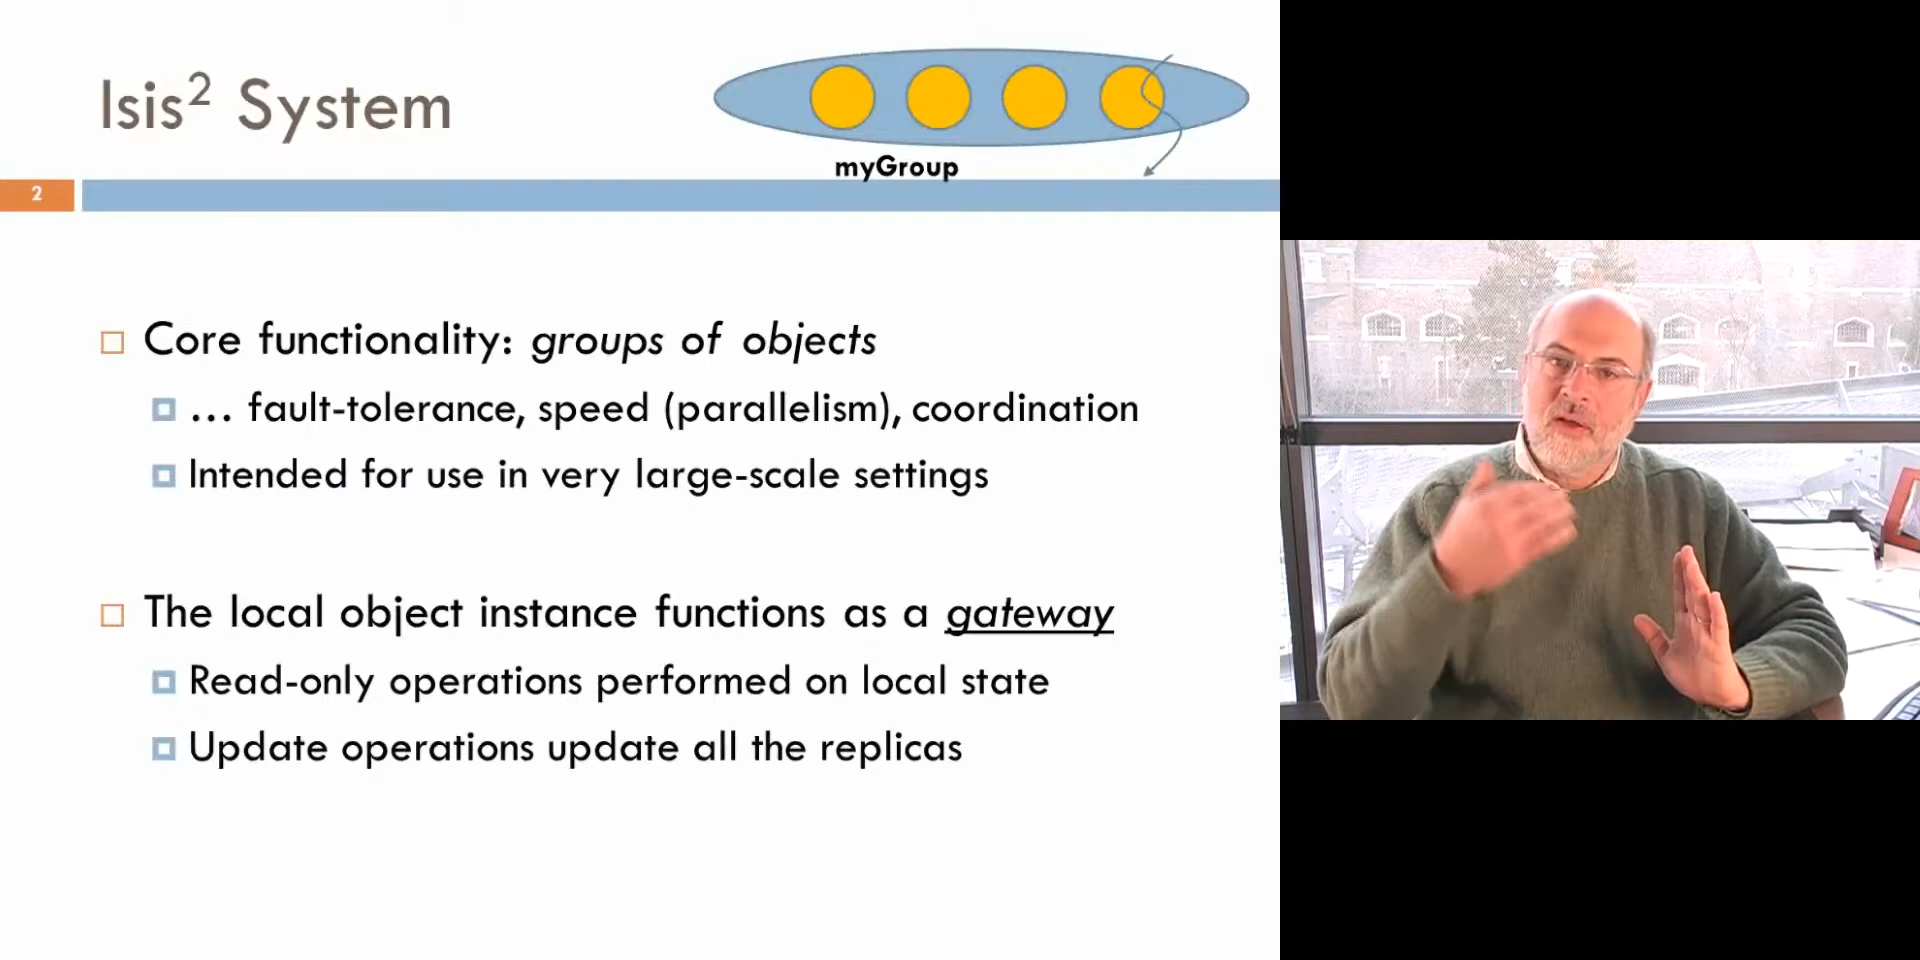 Isis² System
myGroup
2
Core functionality: groups of objects
... fault-tolerance, speed (parallelism), coordination
Intended for use in very large-scale settings
The local object instance functions as a gateway
Read-only operations performed on local state
Update operations update all the replicas